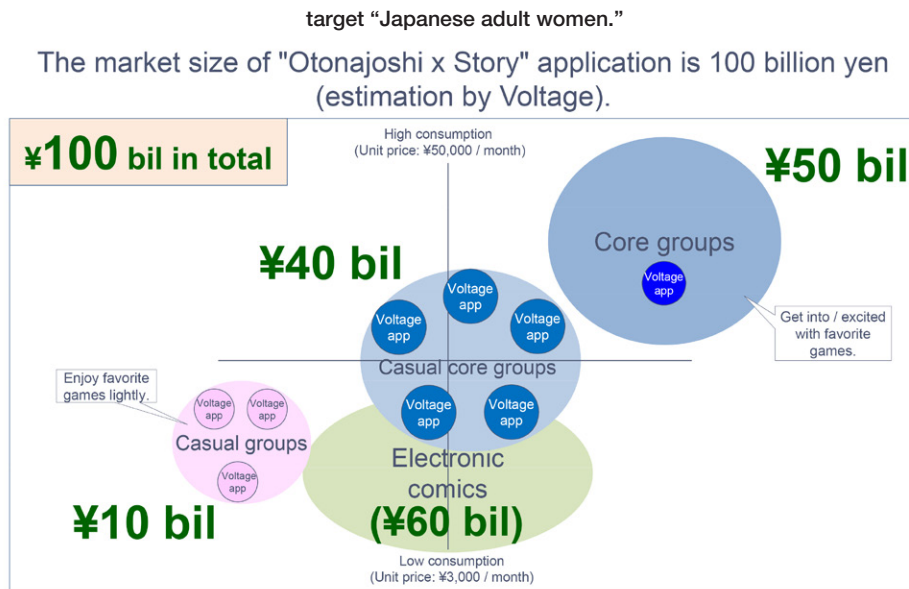 target “Japanese adult women.”
The market size of "Otonajoshi x Story" application is 100 billion yen
(estimation by Voltage).
¥100 bil in total
High consumption
(Unit price: ¥50,000 / month)
¥50 bil
Core groups
Voltage
app
Get into / excited
with favorite
games.
¥40 bil
Voltage
app
Voltage
app
Voltage
app
Casual core groups
Voltage
app
Voltage
app
Enjoy favorite
games lightly.
Voltage
app
Voltage
app
Casual groups
Voltage
app
¥10 bil
Electronic
comics
(¥60 bil)
Low consumption
(Unit price: ¥3,000 / month)